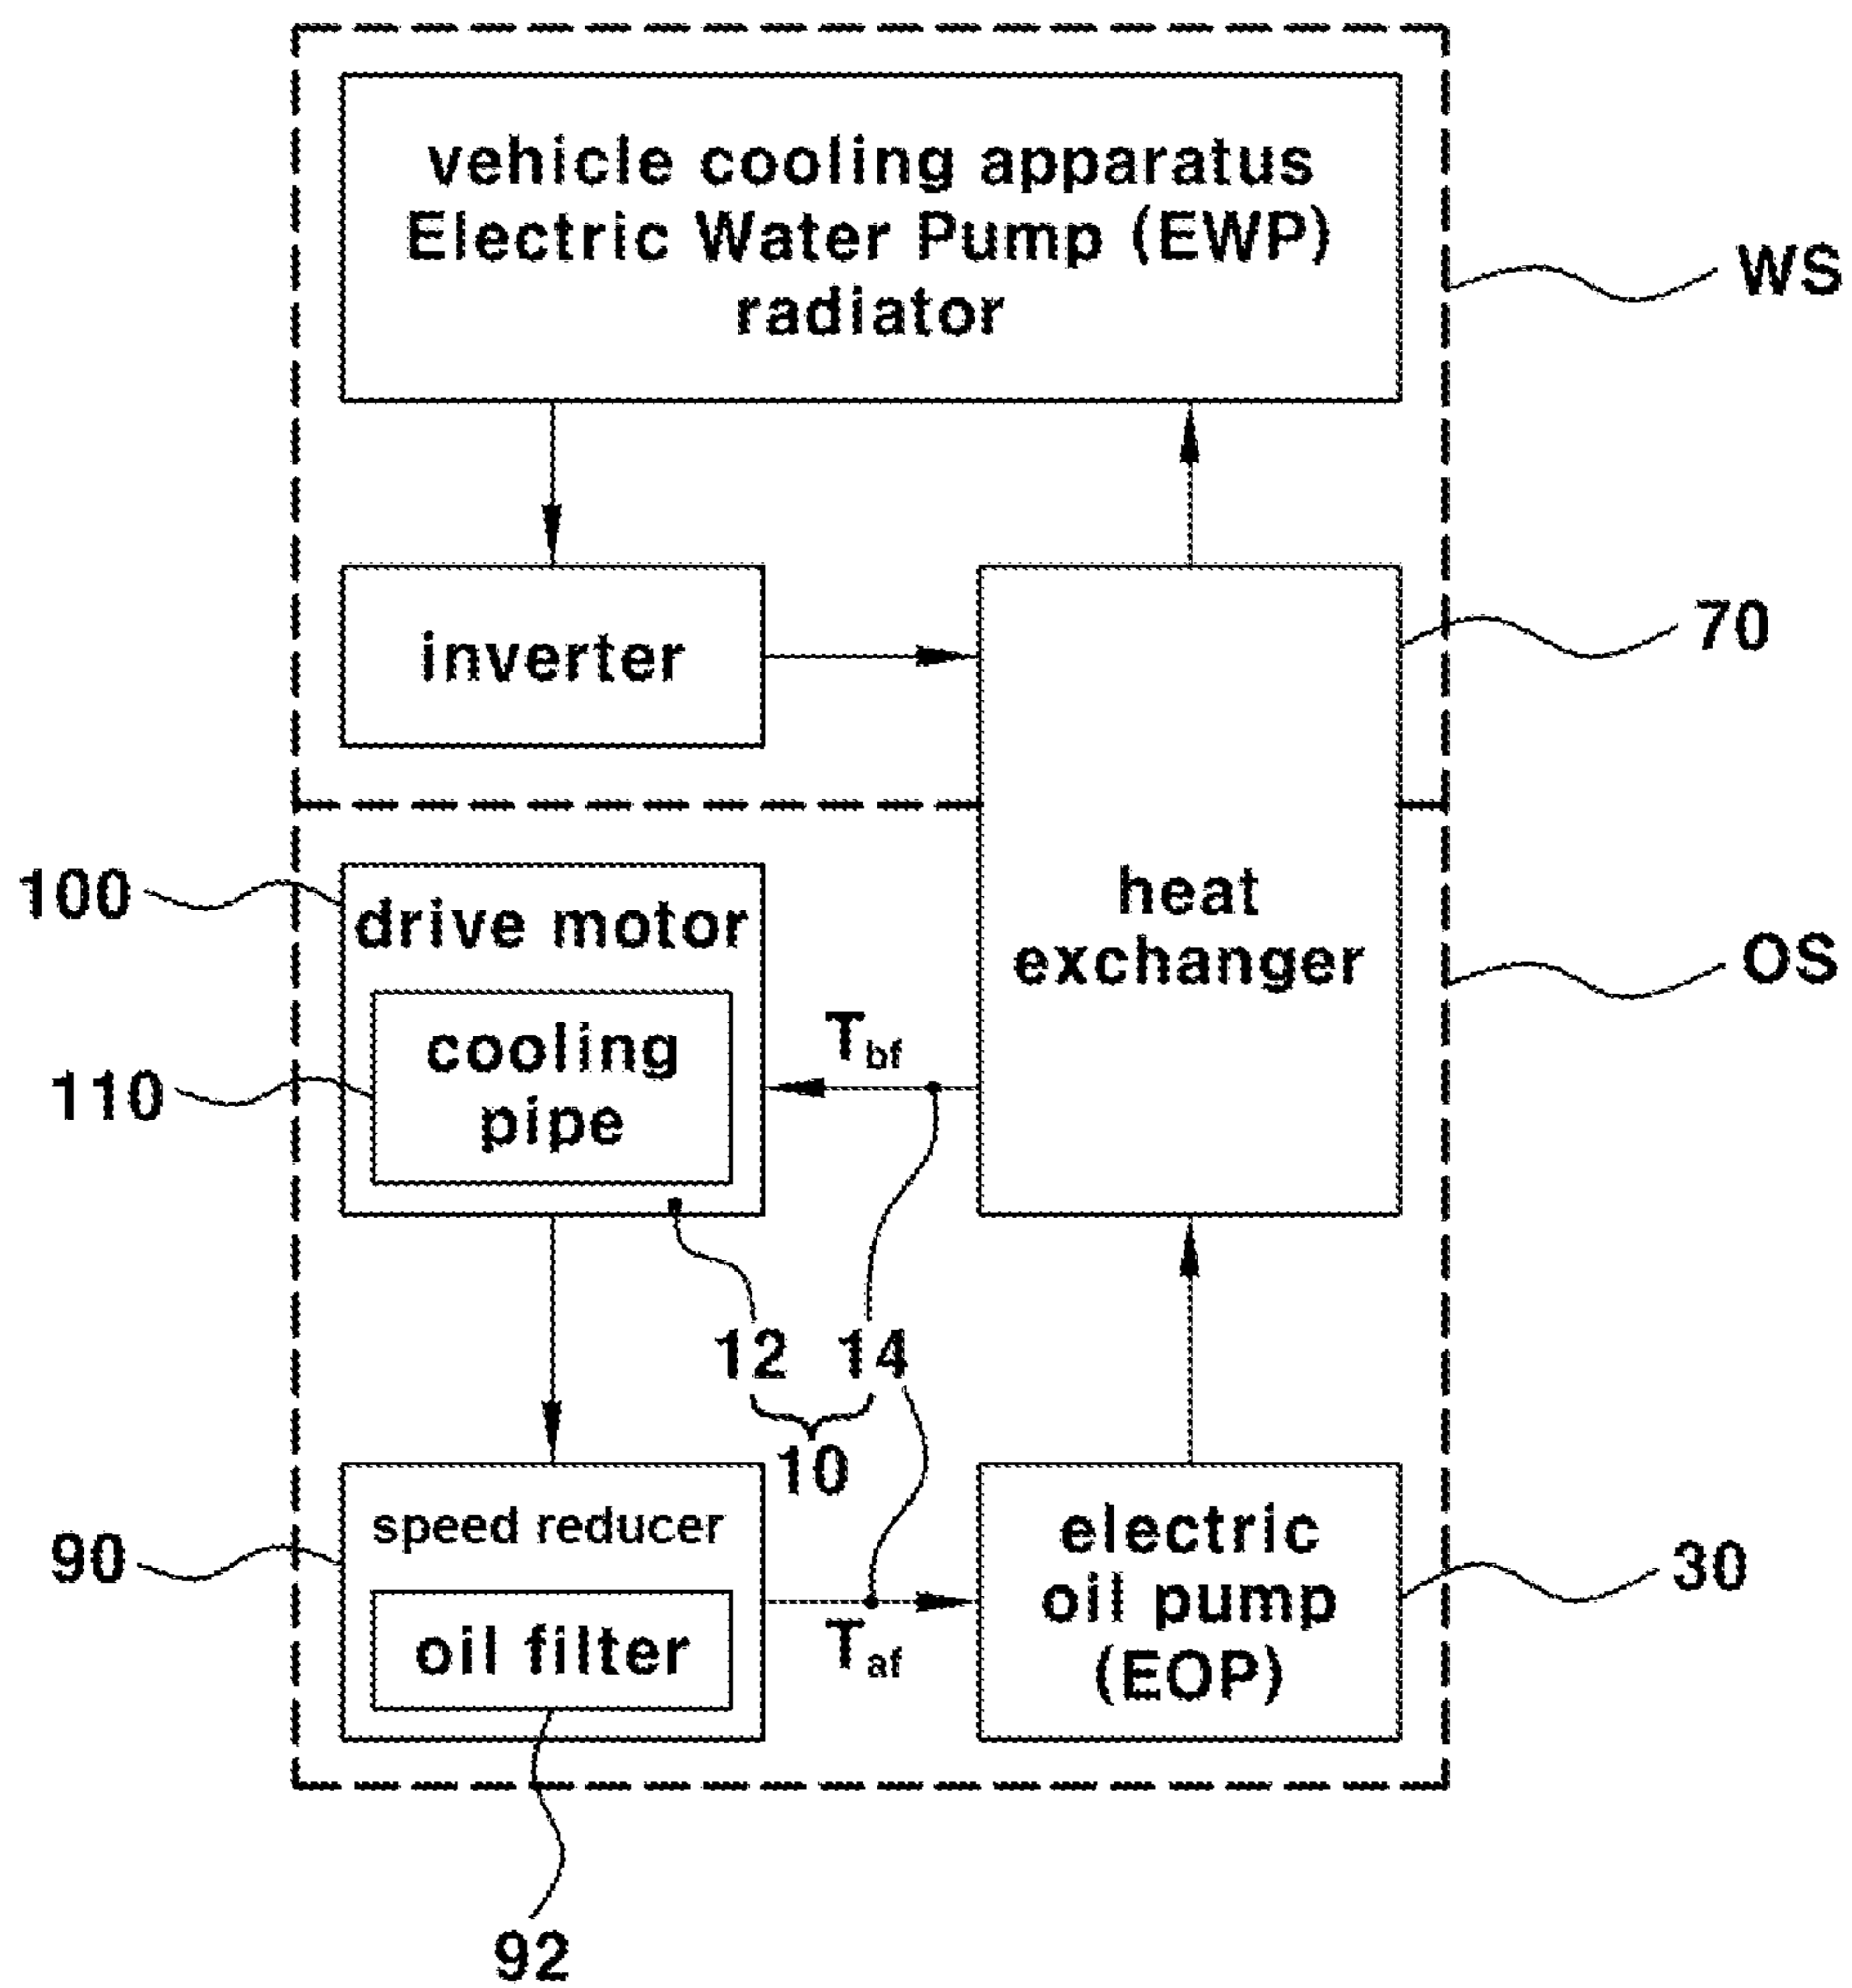 vehicle cooling apparatus
Electric Water Pump (EWP)
radiator
WS
inverter
70
100
drive motor
heat
exchanger
OS
cooling
pipe
110
Tbf
12
14
10
90
speed reducer
oil filter
Taf
electric
oil pump
(EOP)
30
92